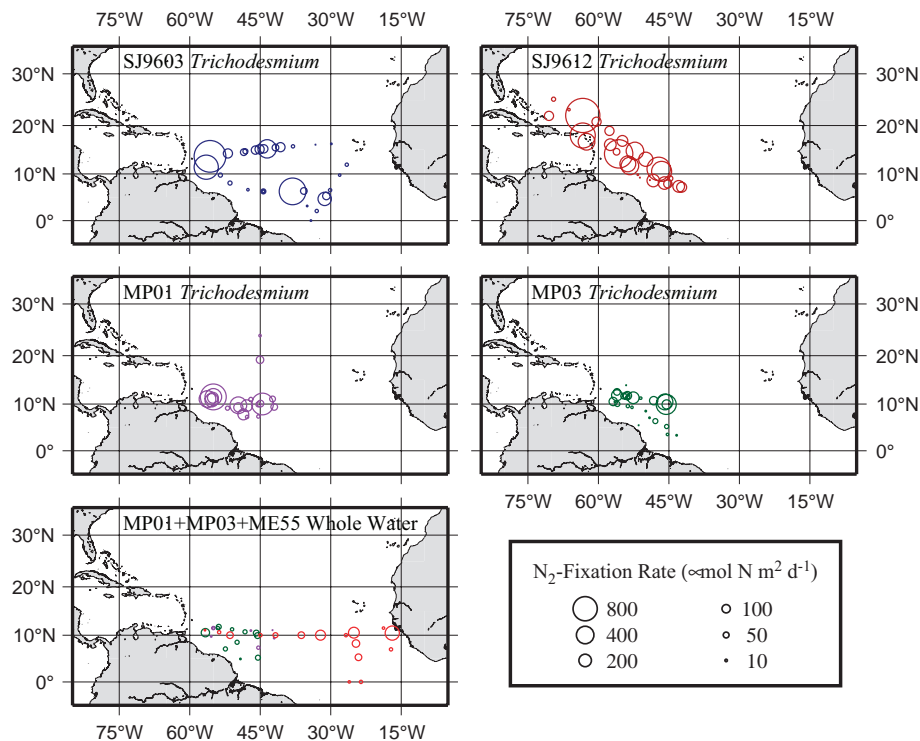 75°W 60°W 45°W 30°W 15°W 75°W 60°W 45°W 30°W 15°W
SJ9603 Trichodesmium
SJ9612 Trichodesmium
30°N 30°N
20°N 20°N
10°N 10°N
0° 0°
MP01 Trichodesmium
MP03 Trichodesmium
30°N 30°N
20°N 20°N
10°N 10°N
0° 0°
75°W 60°W 45°W 30°W 15°W
MP01+MP03+ME55 Whole Water
30°N
20°N
10°N
0°
75°W 60°W 45°W 30°W 15°W
N₂-Fixation Rate (∝mol N m² d⁻¹)
800 100
400 50
200 10